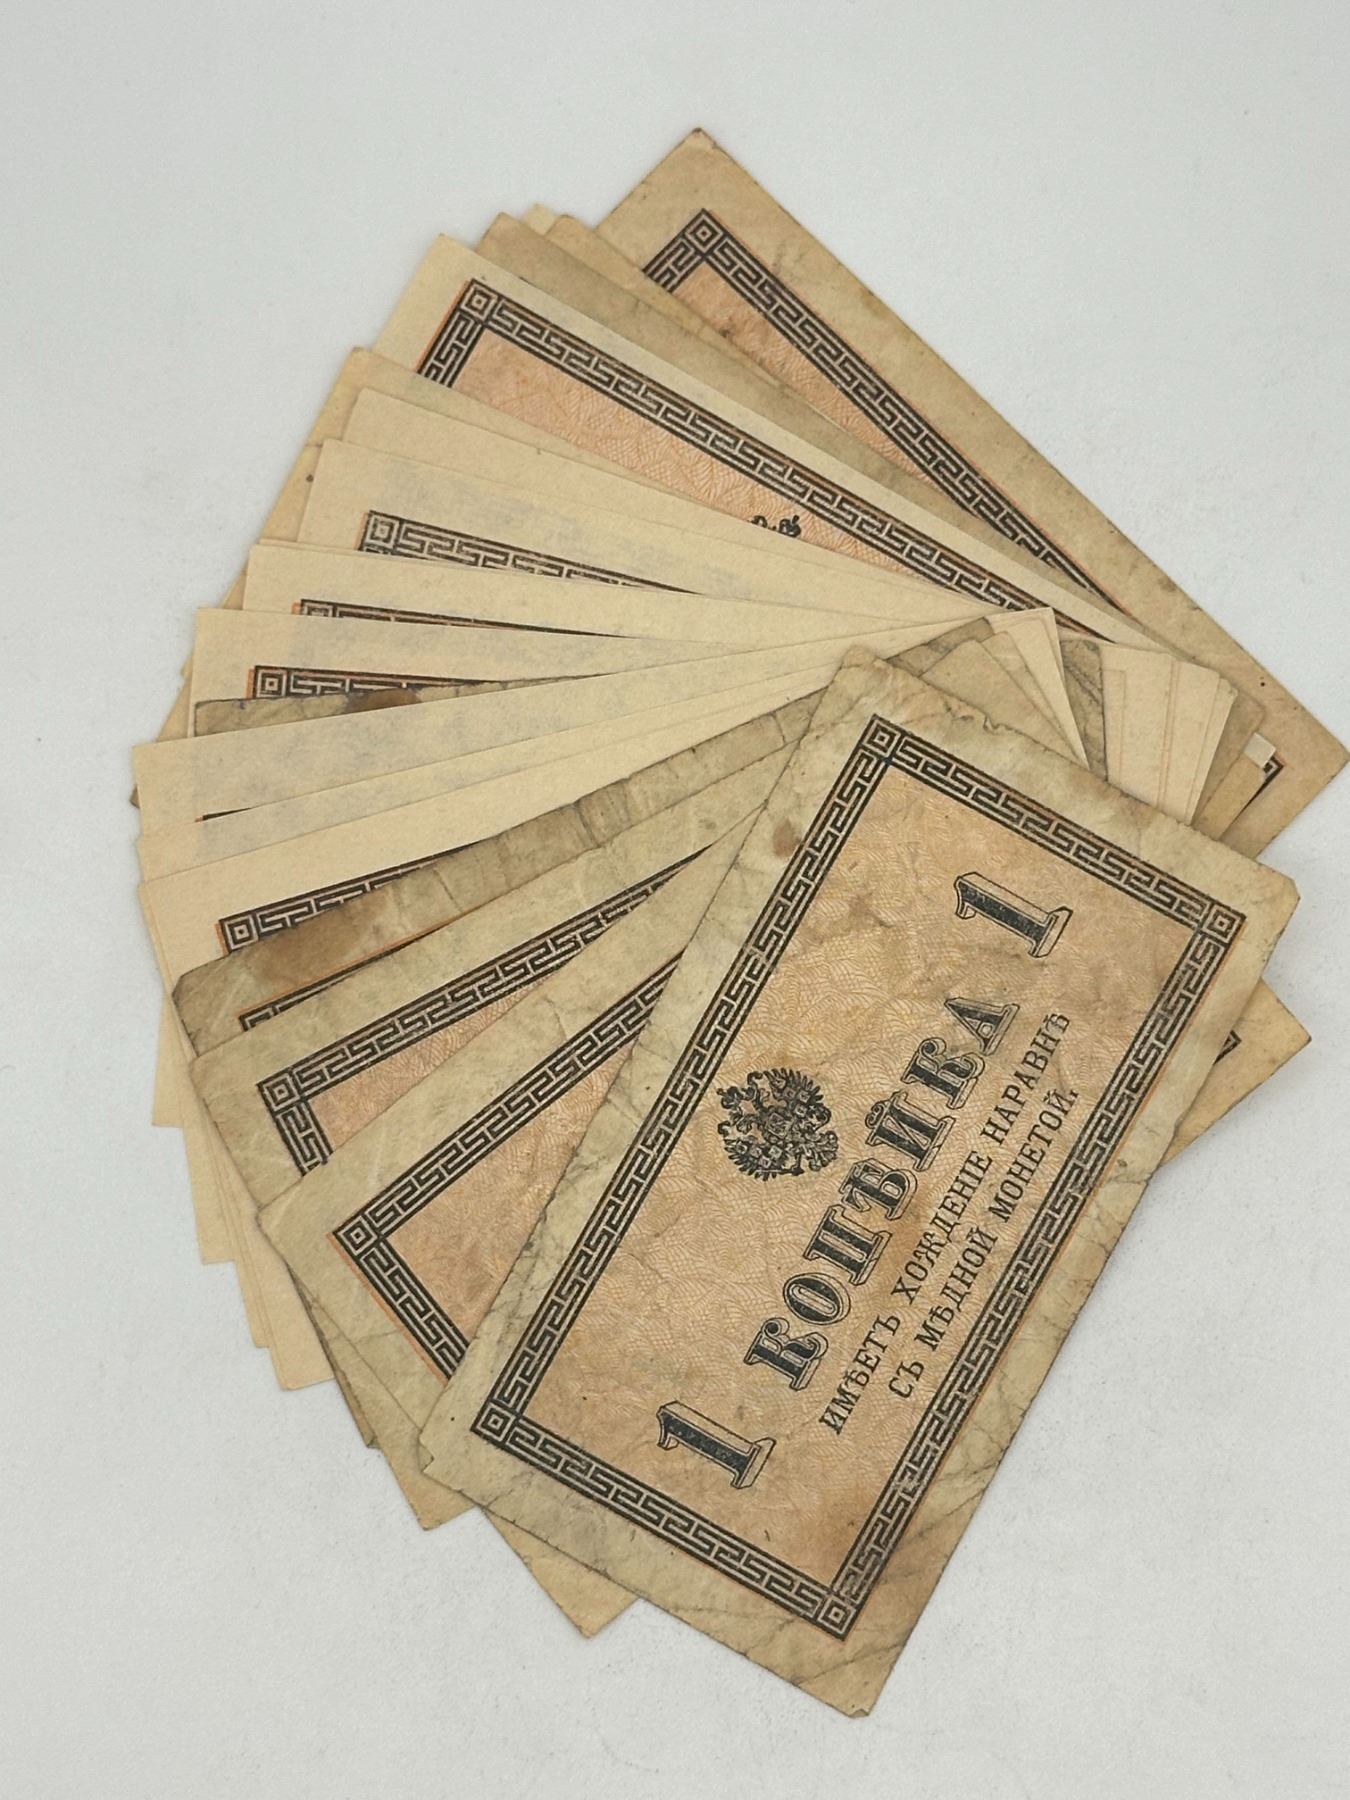 1 КОПѢЙКА 1
ИМѢЕТЪ ХОЖДЕНІЕ НАРАВНѢ
СЪ МѢДНОЙ МОНЕТОЙ.